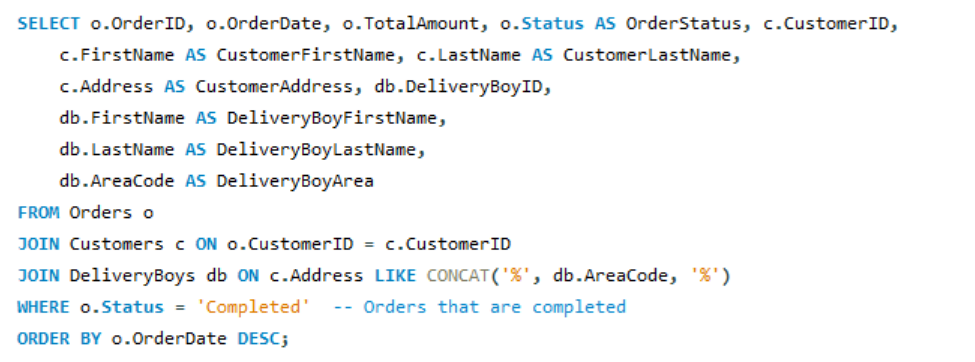 SELECT o.OrderID, o.OrderDate, o.TotalAmount, o.Status AS OrderStatus, c.CustomerID,
    c.FirstName AS CustomerFirstName, c.LastName AS CustomerLastName,
    c.Address AS CustomerAddress, db.DeliveryBoyID,
    db.FirstName AS DeliveryBoyFirstName,
    db.LastName AS DeliveryBoyLastName,
    db.AreaCode AS DeliveryBoyArea
FROM Orders o
JOIN Customers c ON o.CustomerID = c.CustomerID
JOIN DeliveryBoys db ON c.Address LIKE CONCAT('%', db.AreaCode, '%')
WHERE o.Status = 'Completed'  -- Orders that are completed
ORDER BY o.OrderDate DESC;